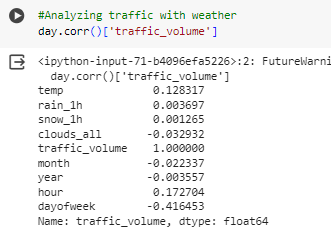 #Analyzing traffic with weather
day.corr()['traffic_volume']
<ipython-input-71-b4096efa5226>:2: FutureWarni
day.corr()['traffic_volume']
temp 0.128317
rain_1h 0.003697
snow_1h 0.001265
clouds_all -0.032932
traffic_volume 1.000000
month -0.022337
year -0.003557
hour 0.172704
dayofweek -0.416453
Name: traffic_volume, dtype: float64